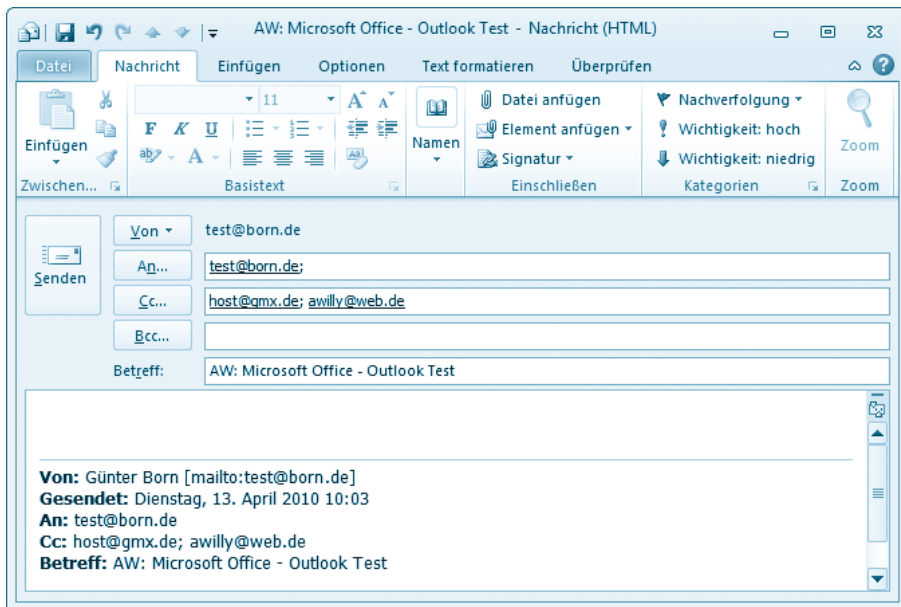 AW: Microsoft Office - Outlook Test - Nachricht (HTML)
Datei Nachricht Einfügen Optionen Text formatieren Überprüfen
Einfügen
Zwischen...
11
F K U
ab A
Basistext
Namen
Datei anfügen
Element anfügen
Signatur
Einschließen
Nachverfolgung
Wichtigkeit: hoch
Wichtigkeit: niedrig
Kategorien
Zoom
Zoom
Senden
Von test@born.de
An... test@born.de;
Cc... host@gmx.de; awilly@web.de
Bcc...
Betreff: AW: Microsoft Office - Outlook Test
Von: Günter Born [mailto:test@born.de]
Gesendet: Dienstag, 13. April 2010 10:03
An: test@born.de
Cc: host@gmx.de; awilly@web.de
Betreff: AW: Microsoft Office - Outlook Test